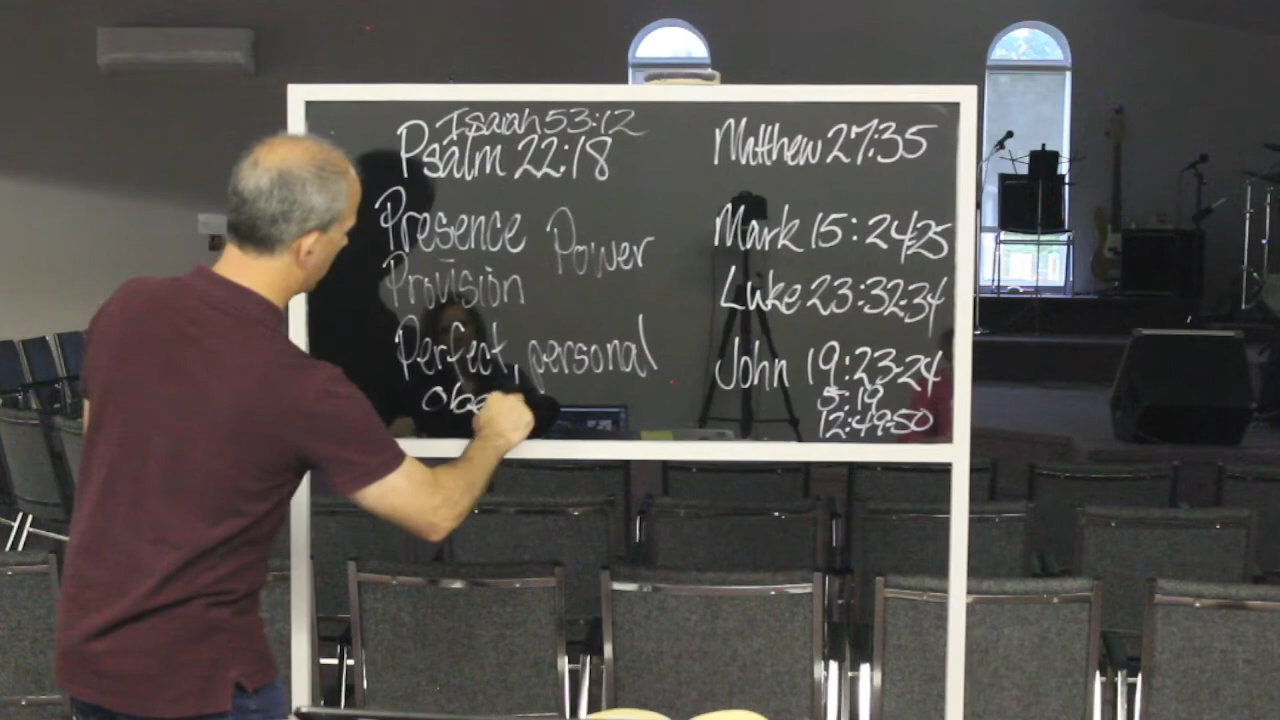 Isaiah 53:12
Psalm 22:18
Presence Power
Provision
Perfect, personal
obe
Matthew 27:35
Mark 15:24-25
Luke 23:32-34
John 19:23-24
5:19
12:49-50